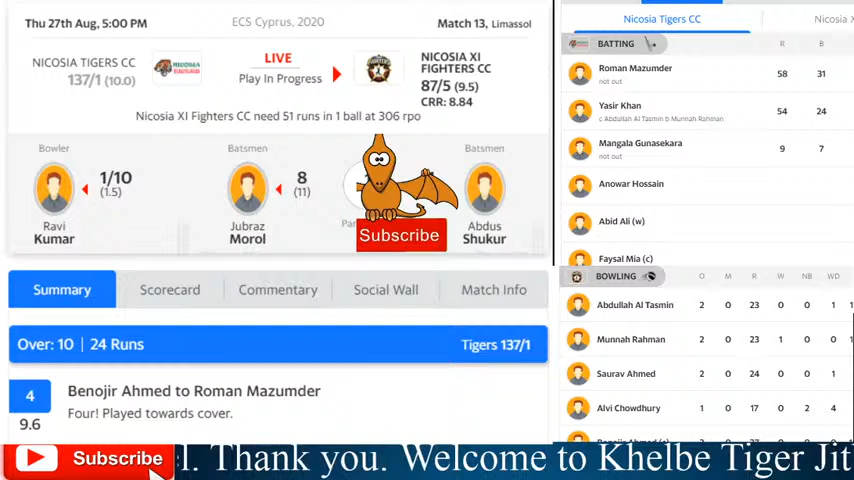 Thu 27th Aug, 5:00 PM
ECS Cyprus, 2020
Match 13, Limassol
NICOSIA TIGERS CC
137/1 (10.0)
LIVE
Play In Progress
NICOSIA XI
FIGHTERS CC
87/5 (9.5)
CRR: 8.84
Nicosia XI Fighters CC need 51 runs in 1 ball at 306 rpo
Bowler
Batsmen
Batsmen
1/10
(1.5)
8
(11)
Ravi
Kumar
Jubraz
Morol
Abdus
Shukur
Subscribe
Summary
Scorecard
Commentary
Social Wall
Match Info
Over: 10 | 24 Runs
Tigers 137/1
4
9.6
Benojir Ahmed to Roman Mazumder
Four! Played towards cover.
Nicosia Tigers CC
Nicosia X
BATTING R B
Roman Mazumder 58 31
not out
Yasir Khan 54 24
c Abdullah Al Tasmin b Munnah Rahman
Mangala Gunasekara 9 7
not out
Anowar Hossain
Abid Ali (w)
Faysal Mia (c)
BOWLING O M R W NB WD
Abdullah Al Tasmin 2 0 23 0 0 1
Munnah Rahman 2 0 23 1 0 0
Saurav Ahmed 2 0 24 0 0 1
Alvi Chowdhury 1 0 17 0 2 4
Subscribe
l. Thank you. Welcome to Khelbe Tiger Jit